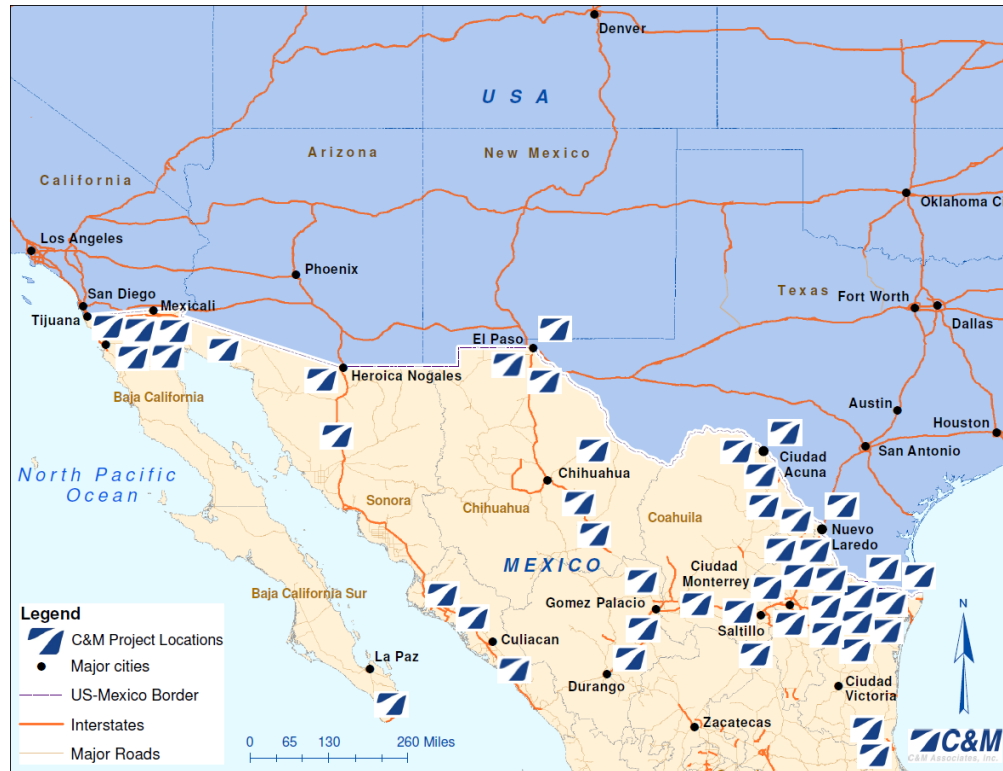 Denver
U S A
Arizona
New Mexico
California
Oklahoma C
Los Angeles
Phoenix
Texas
San Diego
Mexicali
Fort Worth
Tijuana
Dallas
El Paso
Heroica Nogales
Baja California
Austin
Houston
Ciudad
Acuna
San Antonio
North Pacific
Ocean
Chihuahua
Sonora
Chihuahua
Coahuila
Nuevo
Laredo
MEXICO
Ciudad
Monterrey
Baja California Sur
Gomez Palacio
Saltillo
Culiacan
La Paz
Durango
Ciudad
Victoria
Zacatecas
N
Legend
C&M Project Locations
Major cities
US-Mexico Border
Interstates
Major Roads
0 65 130 260 Miles
C&M
C&M Associates, Inc.